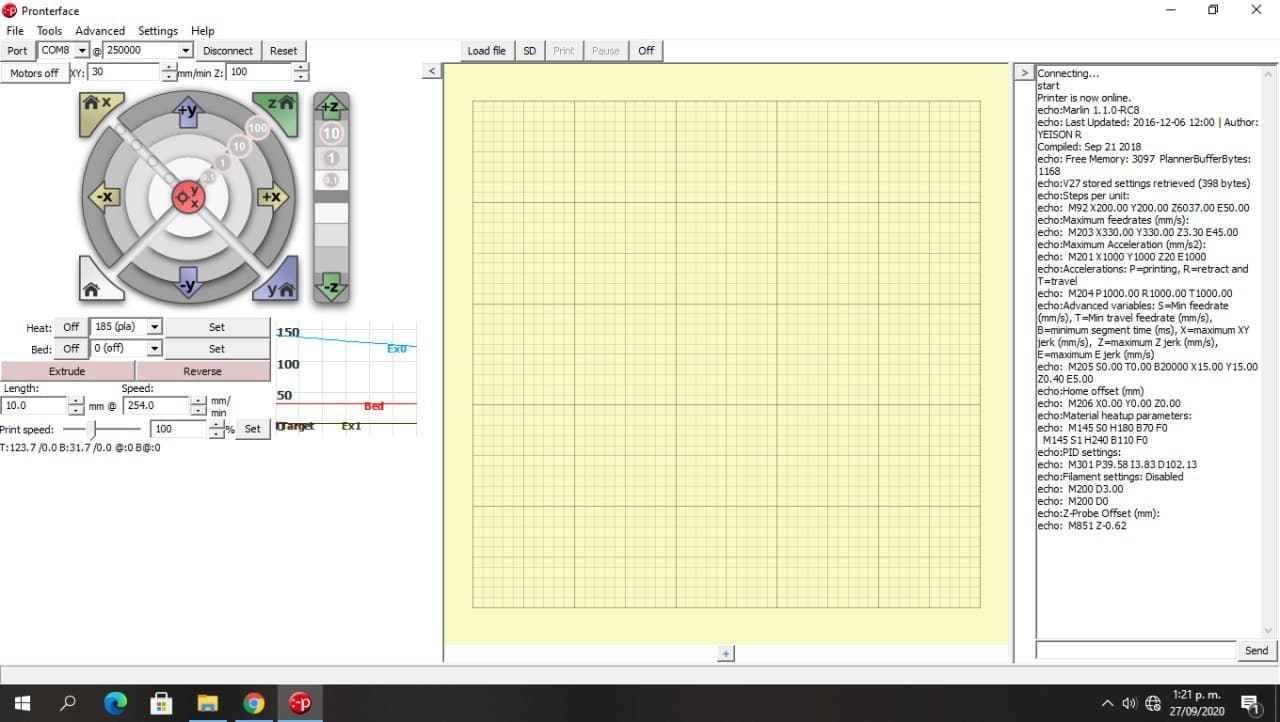 Pronterface
File Tools Advanced Settings Help
Port COM8 @ 250000 Disconnect Reset Load file SD Print Pause Off
Motors off XY: 30 mm/min Z: 100 < >
x +y z +z
100 10
10 1
1 0.1
0.1
-x y x +x
-y y -z
Heat: Off 185 (pla) Set
Bed: Off 0 (off) Set
Extrude Reverse
Length: Speed:
10.0 mm @ 254.0 mm/
min
Print speed: 100 % Set
T:123.7 /0.0 B:31.7 /0.0 @:0 B@:0
150
Ex0
100
50
Bed
Target Ex1
+
Connecting...
start
Printer is now online.
echo:Marlin 1.1.0-RC8
echo: Last Updated: 2016-12-06 12:00 | Author:
YEISON R
Compiled: Sep 21 2018
echo: Free Memory: 3097 PlannerBufferBytes:
1168
echo:V27 stored settings retrieved (398 bytes)
echo:Steps per unit:
echo: M92 X200.00 Y200.00 Z6037.00 E50.00
echo:Maximum feedrates (mm/s):
echo: M203 X330.00 Y330.00 Z3.30 E45.00
echo:Maximum Acceleration (mm/s2):
echo: M201 X1000 Y1000 Z20 E1000
echo:Accelerations: P=printing, R=retract and
T=travel
echo: M204 P1000.00 R1000.00 T1000.00
echo:Advanced variables: S=Min feedrate
(mm/s), T=Min travel feedrate (mm/s),
B=minimum segment time (ms), X=maximum XY
jerk (mm/s), Z=maximum Z jerk (mm/s),
E=maximum E jerk (mm/s)
echo: M205 S0.00 T0.00 B20000 X15.00 Y15.00
Z0.40 E5.00
echo:Home offset (mm)
echo: M206 X0.00 Y0.00 Z0.00
echo:Material heatup parameters:
echo: M145 S0 H180 B70 F0
M145 S1 H240 B110 F0
echo:PID settings:
echo: M301 P39.58 I3.83 D102.13
echo:Filament settings: Disabled
echo: M200 D3.00
echo: M200 D0
echo:Z-Probe Offset (mm):
echo: M851 Z-0.62
Send
1:21 p. m.
27/09/2020
1